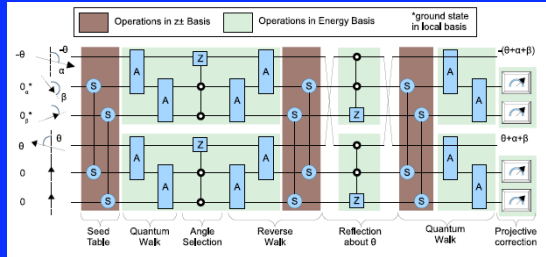 Operations in z± Basis
Operations in Energy Basis
*ground state
in local basis
-θ
-θ
α
0α*
β
0β*
θ
θ
0
0
S
S
S
S
A
A
A
A
Z
Z
A
A
A
A
S
S
S
S
Z
Z
S
S
S
S
A
A
A
A
-(θ+α+β)
θ+α+β
Seed
Table
Quantum
Walk
Angle
Selection
Reverse
Walk
Reflection
about θ
Quantum
Walk
Projective
correction